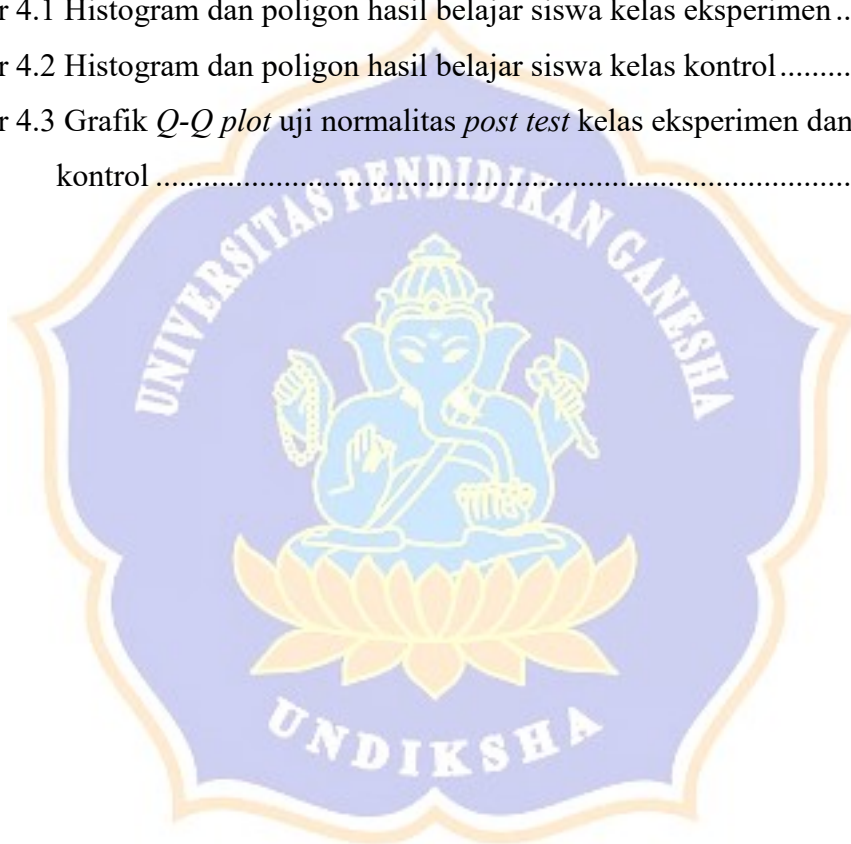 r 4.1 Histogram dan poligon hasil belajar siswa kelas eksperimen ..
r 4.2 Histogram dan poligon hasil belajar siswa kelas kontrol .........
r 4.3 Grafik Q-Q plot uji normalitas post test kelas eksperimen dan
kontrol .....................................................................................
UNIVERSITAS PENDIDIKAN GANESHA
UNDIKSHA